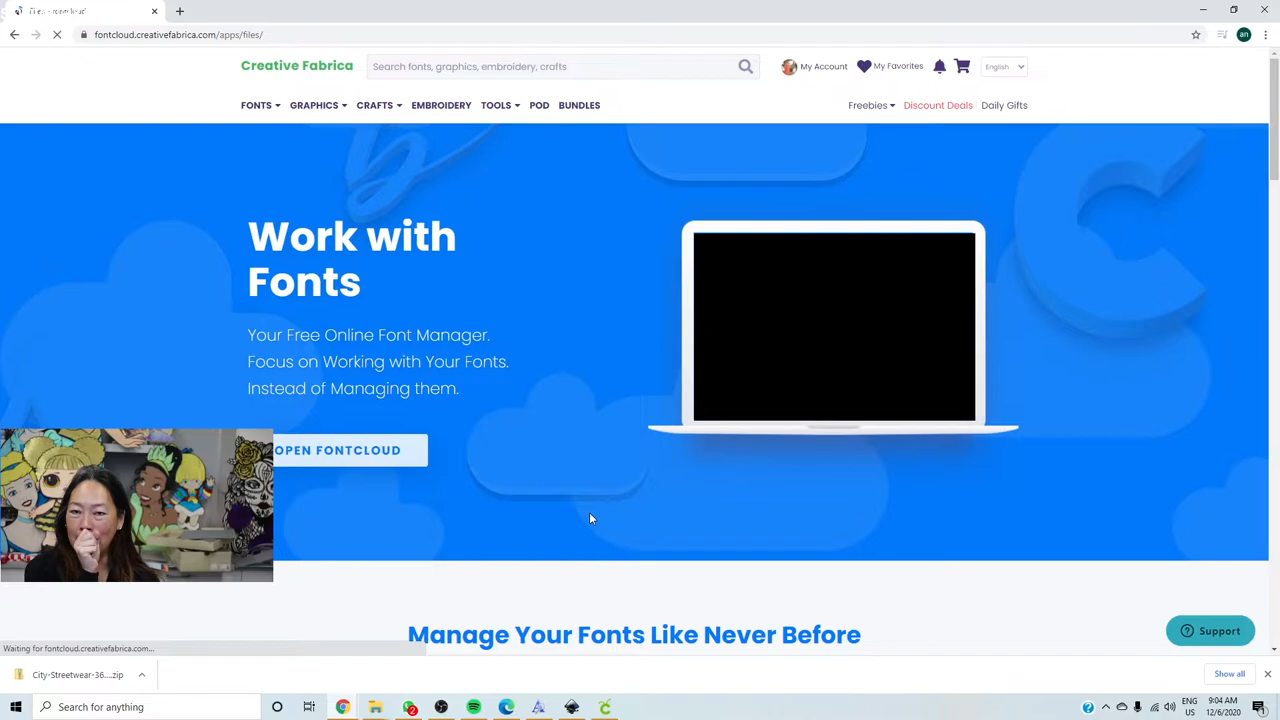 fontcloud.creativefabrica.com/apps/files/
an
Creative Fabrica
Search fonts, graphics, embroidery, crafts
My Account
My Favorites
English
FONTS GRAPHICS CRAFTS EMBROIDERY TOOLS POD BUNDLES
Freebies Discount Deals Daily Gifts
Work with
Fonts
Your Free Online Font Manager.
Focus on Working with Your Fonts.
Instead of Managing them.
OPEN FONTCLOUD
Manage Your Fonts Like Never Before
Support
Waiting for fontcloud.creativefabrica.com...
City-Streetwear-36....zip
Show all
Search for anything
2
ENG
US
9:04 AM
12/6/2020
1